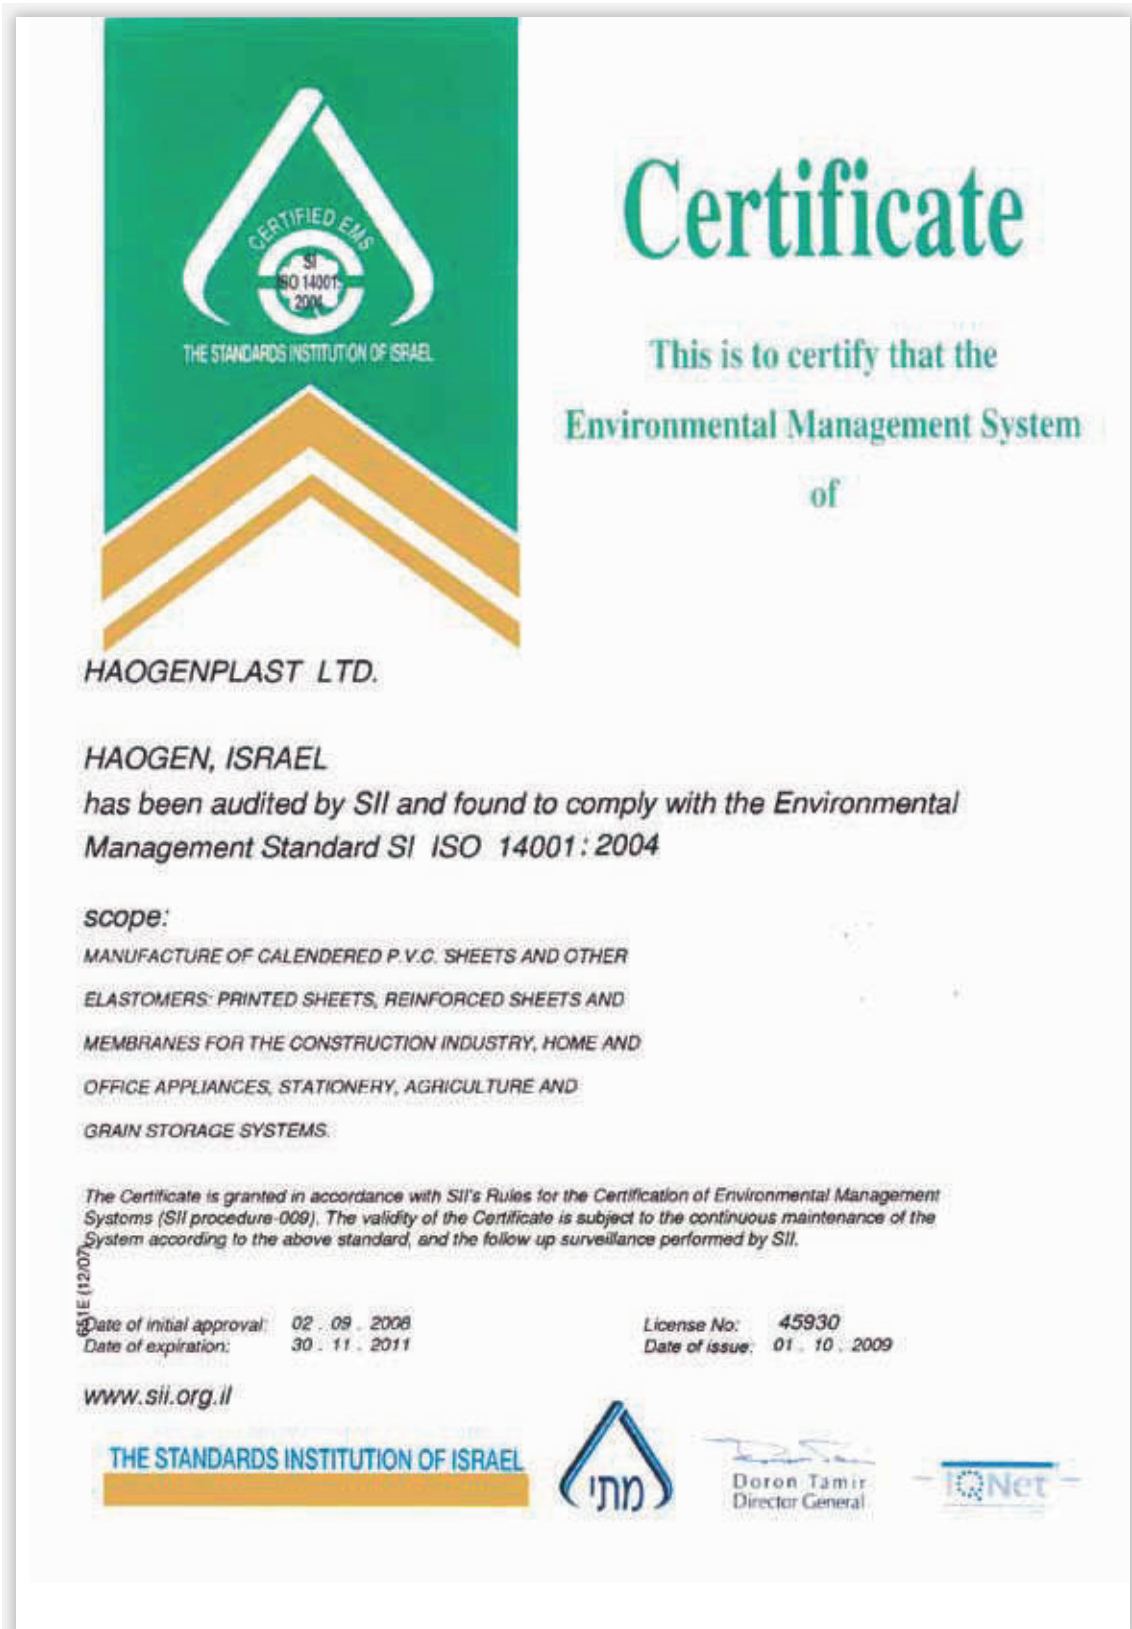 CERTIFIED EMS
SI
ISO 14001:
2004
THE STANDARDS INSTITUTION OF ISRAEL
Certificate
This is to certify that the
Environmental Management System
of
HAOGENPLAST LTD.
HAOGEN, ISRAEL
has been audited by SII and found to comply with the Environmental
Management Standard SI ISO 14001: 2004
scope:
MANUFACTURE OF CALENDERED P.V.C. SHEETS AND OTHER
ELASTOMERS: PRINTED SHEETS, REINFORCED SHEETS AND
MEMBRANES FOR THE CONSTRUCTION INDUSTRY, HOME AND
OFFICE APPLIANCES, STATIONERY, AGRICULTURE AND
GRAIN STORAGE SYSTEMS.
The Certificate is granted in accordance with SII's Rules for the Certification of Environmental Management
Systems (SII procedure-009). The validity of the Certificate is subject to the continuous maintenance of the
System according to the above standard, and the follow up surveillance performed by SII.
(12/07)
Date of initial approval: 02 . 09 . 2008
Date of expiration: 30 . 11 . 2011
License No: 45930
Date of issue: 01 . 10 . 2009
www.sii.org.il
THE STANDARDS INSTITUTION OF ISRAEL
מתי
Doron Tamir
Director General
IQNet